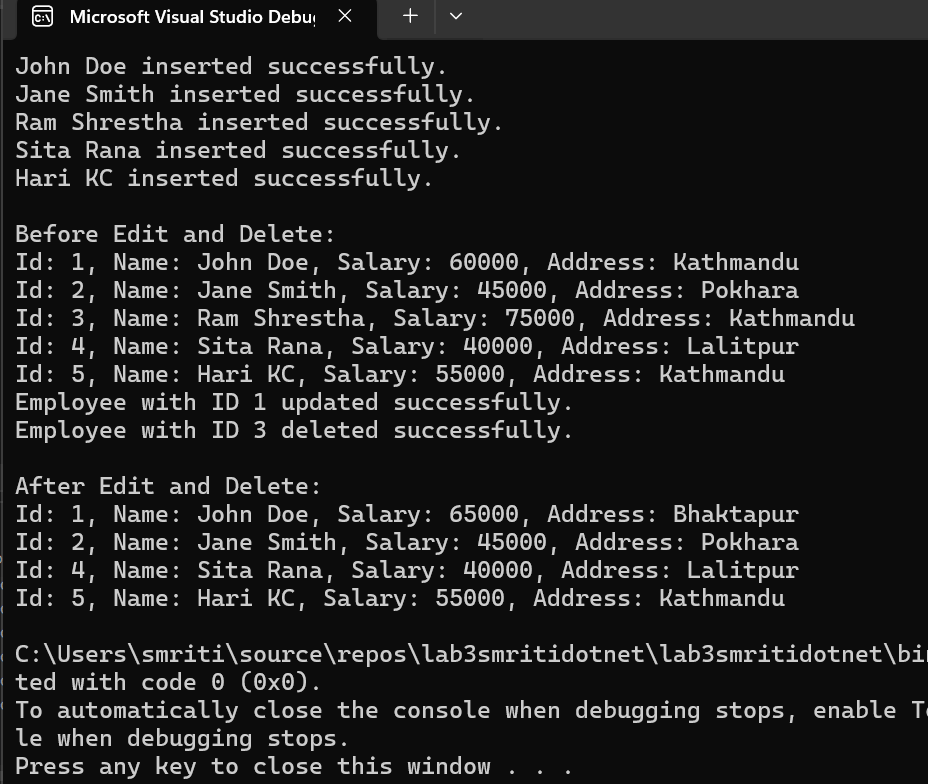 Microsoft Visual Studio Debu
John Doe inserted successfully.
Jane Smith inserted successfully.
Ram Shrestha inserted successfully.
Sita Rana inserted successfully.
Hari KC inserted successfully.
Before Edit and Delete:
Id: 1, Name: John Doe, Salary: 60000, Address: Kathmandu
Id: 2, Name: Jane Smith, Salary: 45000, Address: Pokhara
Id: 3, Name: Ram Shrestha, Salary: 75000, Address: Kathmandu
Id: 4, Name: Sita Rana, Salary: 40000, Address: Lalitpur
Id: 5, Name: Hari KC, Salary: 55000, Address: Kathmandu
Employee with ID 1 updated successfully.
Employee with ID 3 deleted successfully.
After Edit and Delete:
Id: 1, Name: John Doe, Salary: 65000, Address: Bhaktapur
Id: 2, Name: Jane Smith, Salary: 45000, Address: Pokhara
Id: 4, Name: Sita Rana, Salary: 40000, Address: Lalitpur
Id: 5, Name: Hari KC, Salary: 55000, Address: Kathmandu
C:\Users\smriti\source\repos\lab3smritidotnet\lab3smritidotnet\bin
ted with code 0 (0x0).
To automatically close the console when debugging stops, enable To
le when debugging stops.
Press any key to close this window . . .